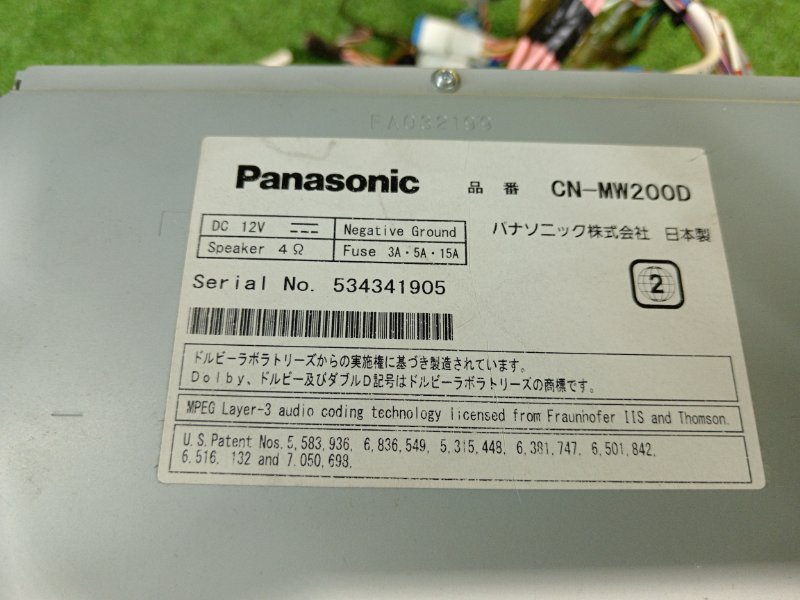 FA032199
Panasonic 品番 CN-MW200D
DC 12V ⎓ Negative Ground
Speaker 4Ω Fuse 3A・5A・15A
パナソニック株式会社 日本製
Serial No. 534341905
2
ドルビーラボラトリーズからの実施権に基づき製造されています。
Dolby、ドルビー及びダブルD記号はドルビーラボラトリーズの商標です。
MPEG Layer-3 audio coding technology licensed from Fraunhofer IIS and Thomson.
U.S. Patent Nos. 5,583,936, 6,836,549, 5,315,448, 6,381,747, 6,501,842,
6,516, 132 and 7,050,698.